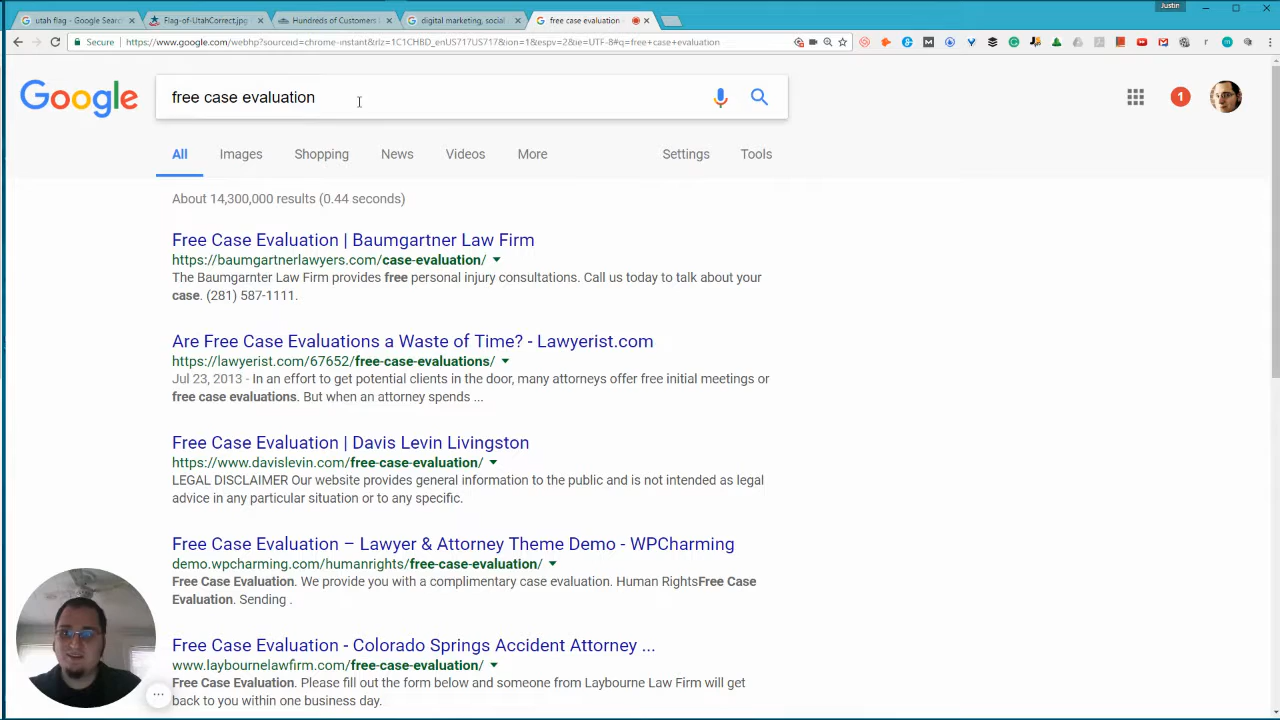 Justin
utah flag - Google Searc
Flag-of-UtahCorrect.jpg
Hundreds of Customers
digital marketing, social
free case evaluation
Secure
https://www.google.com/webhp?sourceid=chrome-instant&rlz=1C1CHBD_enUS717US717&ion=1&espv=2&ie=UTF-8#q=free+case+evaluation
Google
free case evaluation
1
All
Images
Shopping
News
Videos
More
Settings
Tools
About 14,300,000 results (0.44 seconds)
Free Case Evaluation | Baumgartner Law Firm
https://baumgartnerlawyers.com/case-evaluation/
The Baumgarnter Law Firm provides free personal injury consultations. Call us today to talk about your
case. (281) 587-1111.
Are Free Case Evaluations a Waste of Time? - Lawyerist.com
https://lawyerist.com/67652/free-case-evaluations/
Jul 23, 2013 - In an effort to get potential clients in the door, many attorneys offer free initial meetings or
free case evaluations. But when an attorney spends ...
Free Case Evaluation | Davis Levin Livingston
https://www.davislevin.com/free-case-evaluation/
LEGAL DISCLAIMER Our website provides general information to the public and is not intended as legal
advice in any particular situation or to any specific.
Free Case Evaluation – Lawyer & Attorney Theme Demo - WPCharming
demo.wpcharming.com/humanrights/free-case-evaluation/
Free Case Evaluation. We provide you with a complimentary case evaluation. Human RightsFree Case
Evaluation. Sending .
Free Case Evaluation - Colorado Springs Accident Attorney ...
www.laybournelawfirm.com/free-case-evaluation/
Free Case Evaluation. Please fill out the form below and someone from Laybourne Law Firm will get
back to you within one business day.